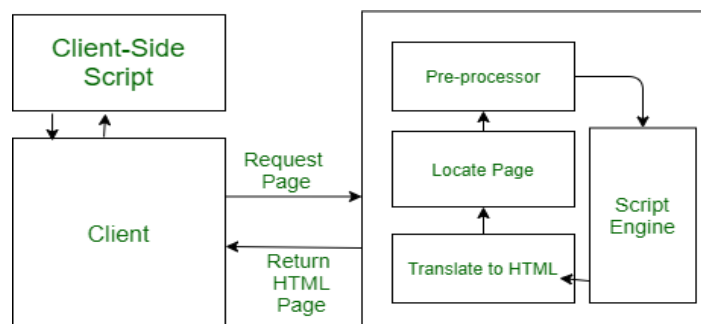 Client-Side
Script
Client
Request
Page
Return
HTML
Page
Pre-processor
Locate Page
Translate to HTML
Script
Engine